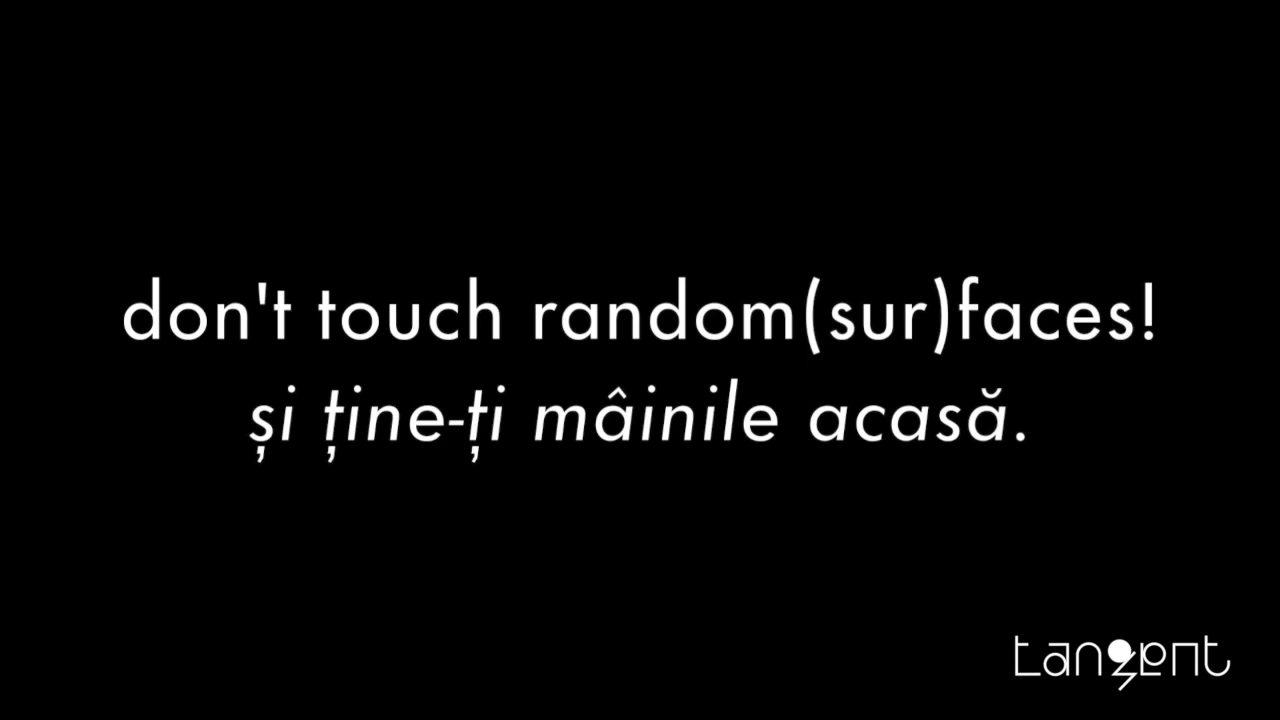 don't touch random(sur)faces!
și ține-ți mâinile acasă.
tangent